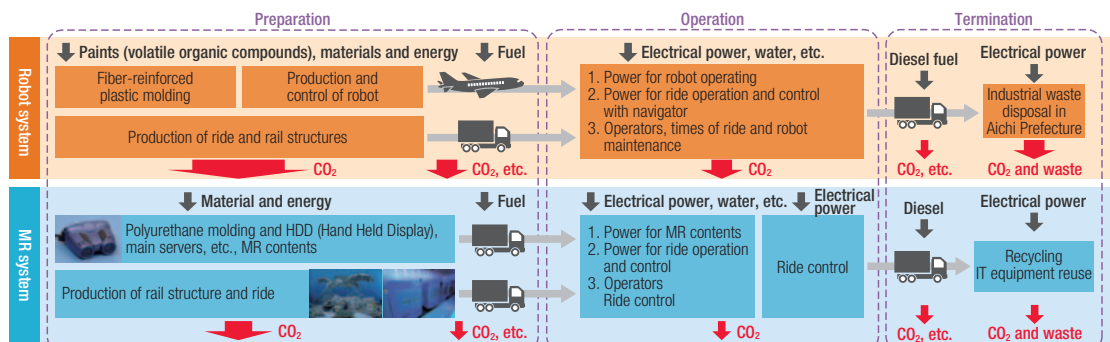 Preparation
Operation
Termination
Robot system
Paints (volatile organic compounds), materials and energy
Fuel
Fiber-reinforced
plastic molding
Production and
control of robot
Production of ride and rail structures
CO₂
CO₂, etc.
Electrical power, water, etc.
1. Power for robot operating
2. Power for ride operation and control
with navigator
3. Operators, times of ride and robot
maintenance
CO₂
Diesel fuel
CO₂, etc.
Electrical power
Industrial waste
disposal in
Aichi Prefecture
CO₂ and waste
MR system
Material and energy
Fuel
Polyurethane molding and HDD (Hand Held Display),
main servers, etc., MR contents
Production of rail structure and ride
CO₂
CO₂, etc.
Electrical power, water, etc.
Electrical
power
1. Power for MR contents
2. Power for ride operation
and control
3. Operators
Ride control
Ride control
CO₂
Diesel
CO₂, etc.
Electrical power
Recycling
IT equipment reuse
CO₂ and waste